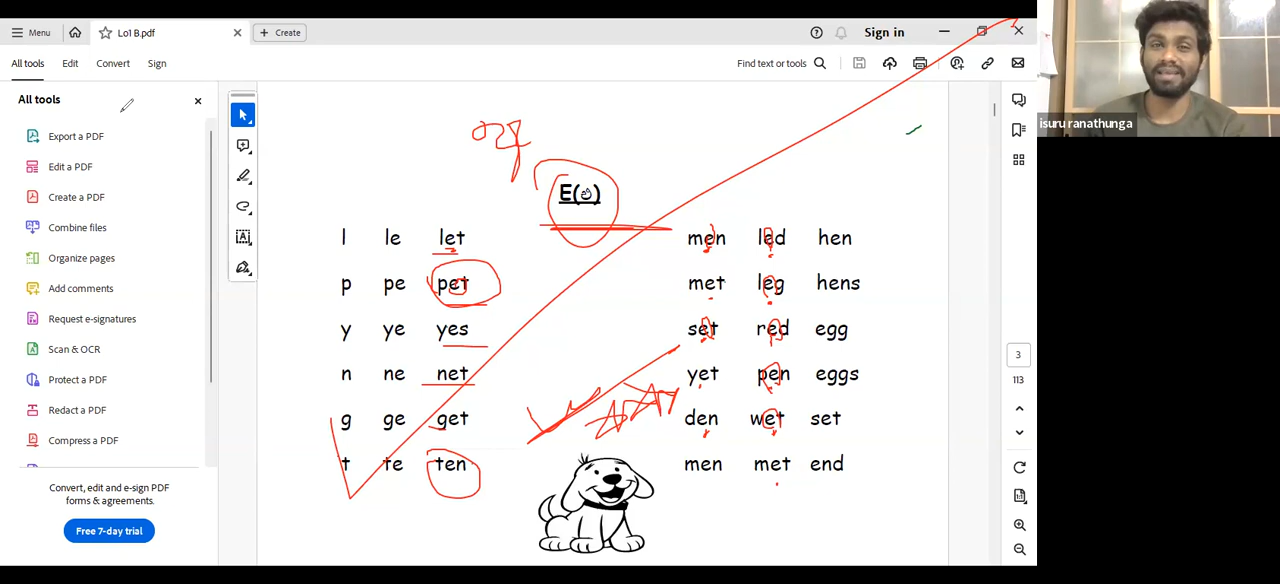 Menu
Lo1 B.pdf
Create
Sign in
All tools Edit Convert Sign
Find text or tools
All tools
Export a PDF
Edit a PDF
Create a PDF
Combine files
Organize pages
Add comments
Request e-signatures
Scan & OCR
Protect a PDF
Redact a PDF
Compress a PDF
Convert, edit and e-sign PDF
forms & agreements.
Free 7-day trial
E(එ)
l le let
p pe pet
y ye yes
n ne net
g ge get
t te ten
men led hen
met leg hens
set red egg
yet pen eggs
den wet set
men met end
3
113
isuru ranathunga